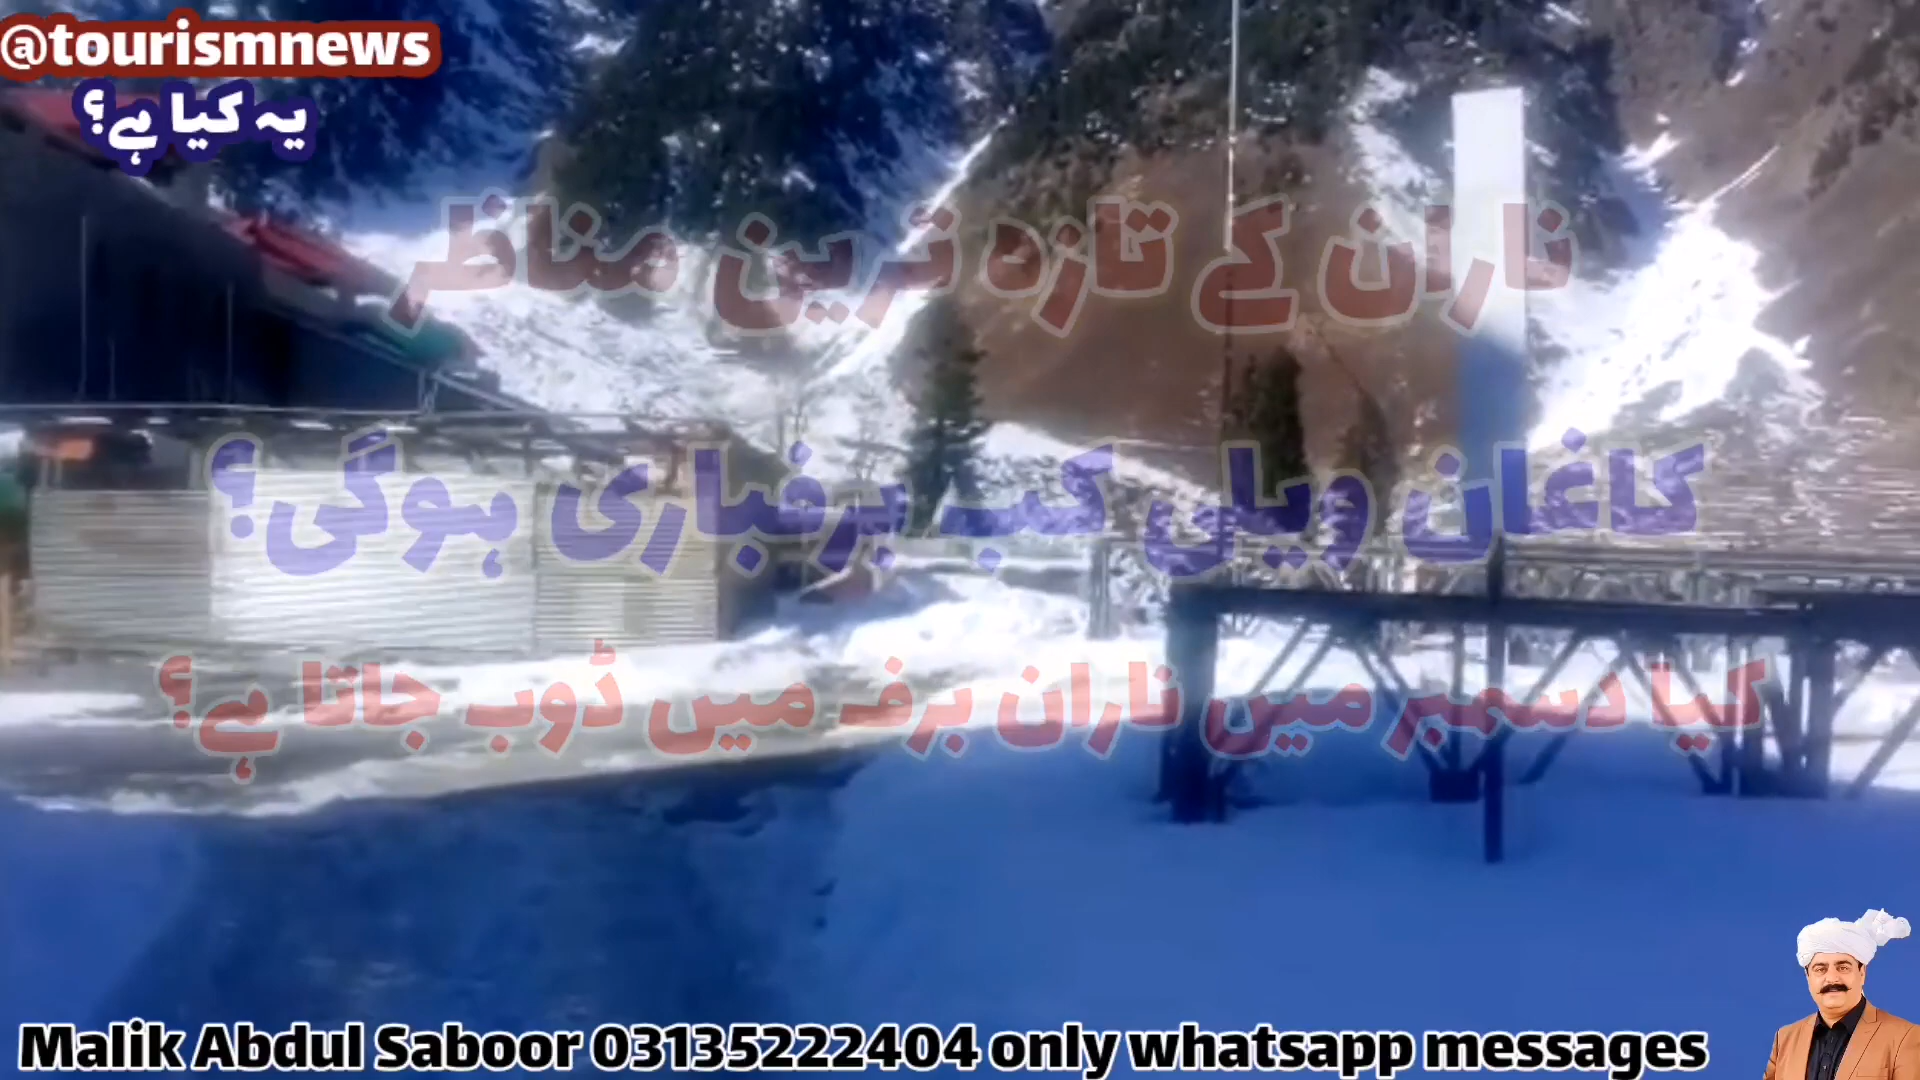 @tourismnews
یہ کیا ہے؟
ناران کے تازہ ترین مناظر
کاغان ویلی کب برفباری ہوگی؟
کیا دسمبر میں ناران برف میں ڈوب جاتا ہے؟
Malik Abdul Saboor 03135222404 only whatsapp messages